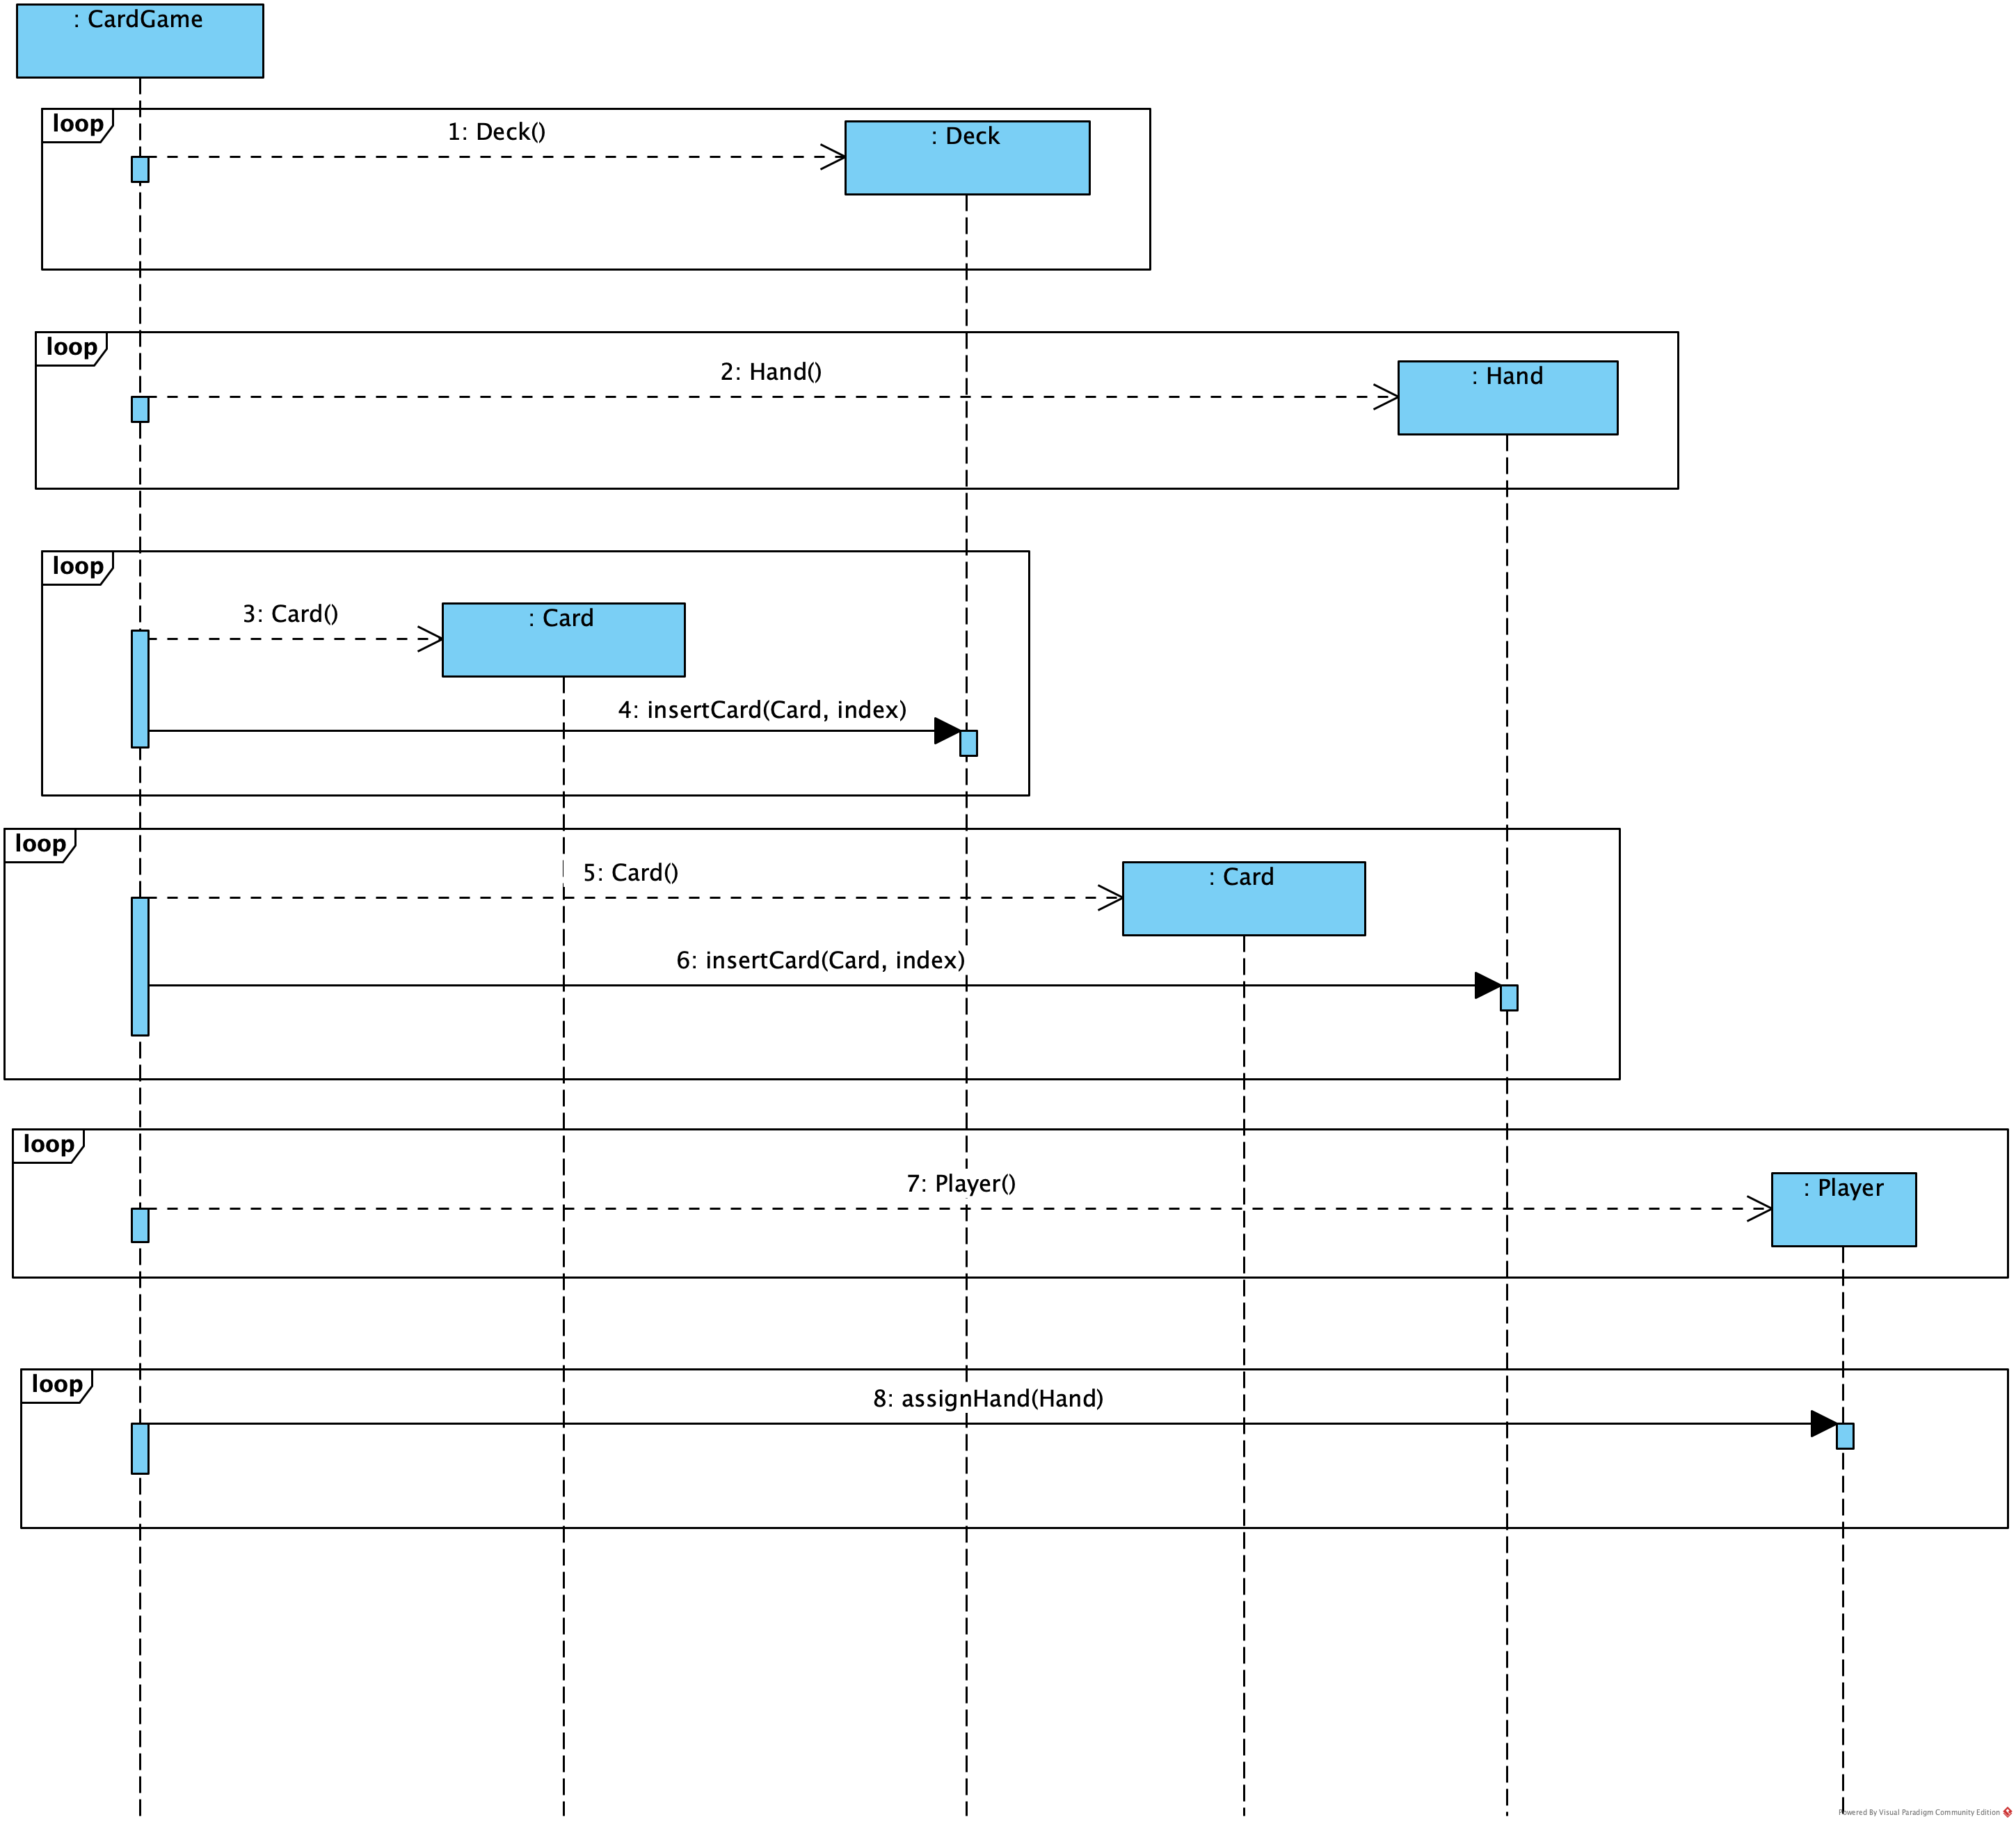 : CardGame
loop
1: Deck()
: Deck
loop
2: Hand()
: Hand
loop
3: Card()
: Card
4: insertCard(Card, index)
loop
5: Card()
: Card
6: insertCard(Card, index)
loop
7: Player()
: Player
loop
8: assignHand(Hand)
Powered By Visual Paradigm Community Edition